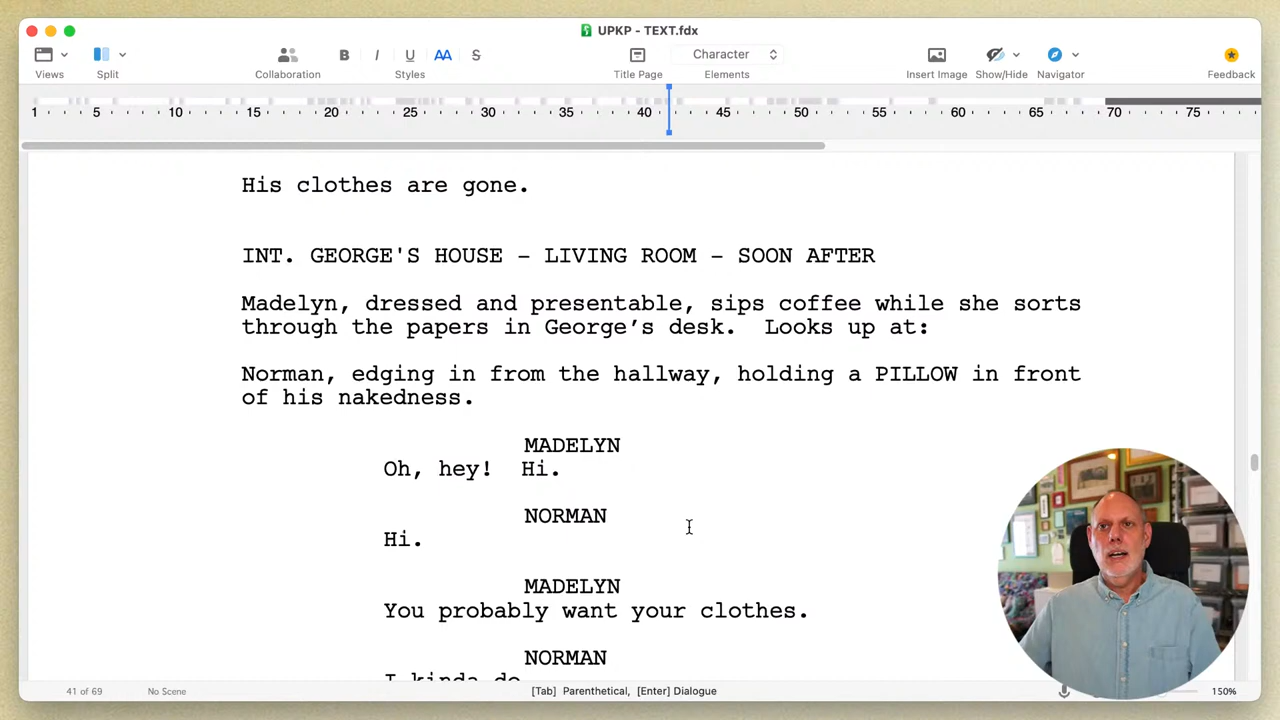 UPKP - TEXT.fdx
Views
Split
Collaboration
B I U AA S
Styles
Title Page
Character
Elements
Insert Image
Show/Hide
Navigator
Feedback
1 5 10 15 20 25 30 35 40 45 50 55 60 65 70 75
His clothes are gone.
INT. GEORGE'S HOUSE – LIVING ROOM – SOON AFTER
Madelyn, dressed and presentable, sips coffee while she sorts
through the papers in George’s desk.  Looks up at:
Norman, edging in from the hallway, holding a PILLOW in front
of his nakedness.
MADELYN
Oh, hey!  Hi.
NORMAN
Hi.
MADELYN
You probably want your clothes.
NORMAN
I kinda do
41 of 69
No Scene
[Tab] Parenthetical, [Enter] Dialogue
150%